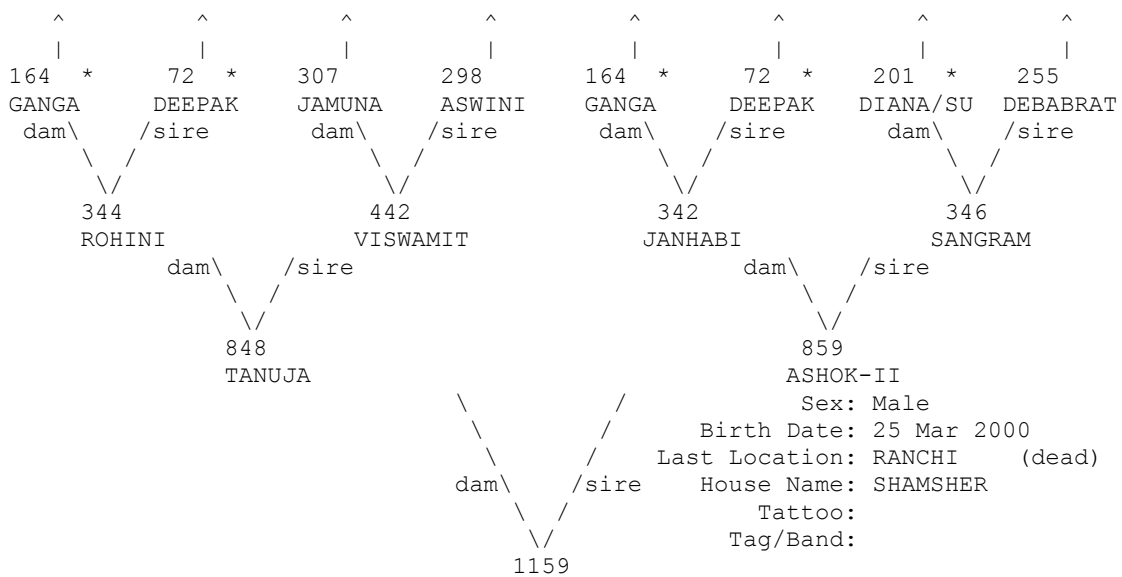 ^         ^         ^         ^         ^         ^         ^         ^
    |         |         |         |         |         |         |         |
164  *     72  *    307       298       164  *     72  *    201  *    255
GANGA     DEEPAK    JAMUNA    ASWINI    GANGA     DEEPAK   DIANA/SU  DEBABRAT
 dam\      /sire     dam\     /sire      dam\     /sire      dam\     /sire
     \  /                \  /                \  /                \  /
      \/                  \/                  \/                  \/
     344                 442                 342                 346
     ROHINI             VISWAMIT            JANHABI             SANGRAM
           dam\    /sire                           dam\    /sire
               \  /                                    \  /
                \/                                      \/
               848                                     859
               TANUJA                                 ASHOK-II
                               \          /            Sex: Male
                                \        /      Birth Date: 25 Mar 2000
                                 \      /    Last Location: RANCHI    (dead)
                               dam\    /sire    House Name: SHAMSHER
                                   \  /             Tattoo:
                                    \/            Tag/Band:
                                   1159